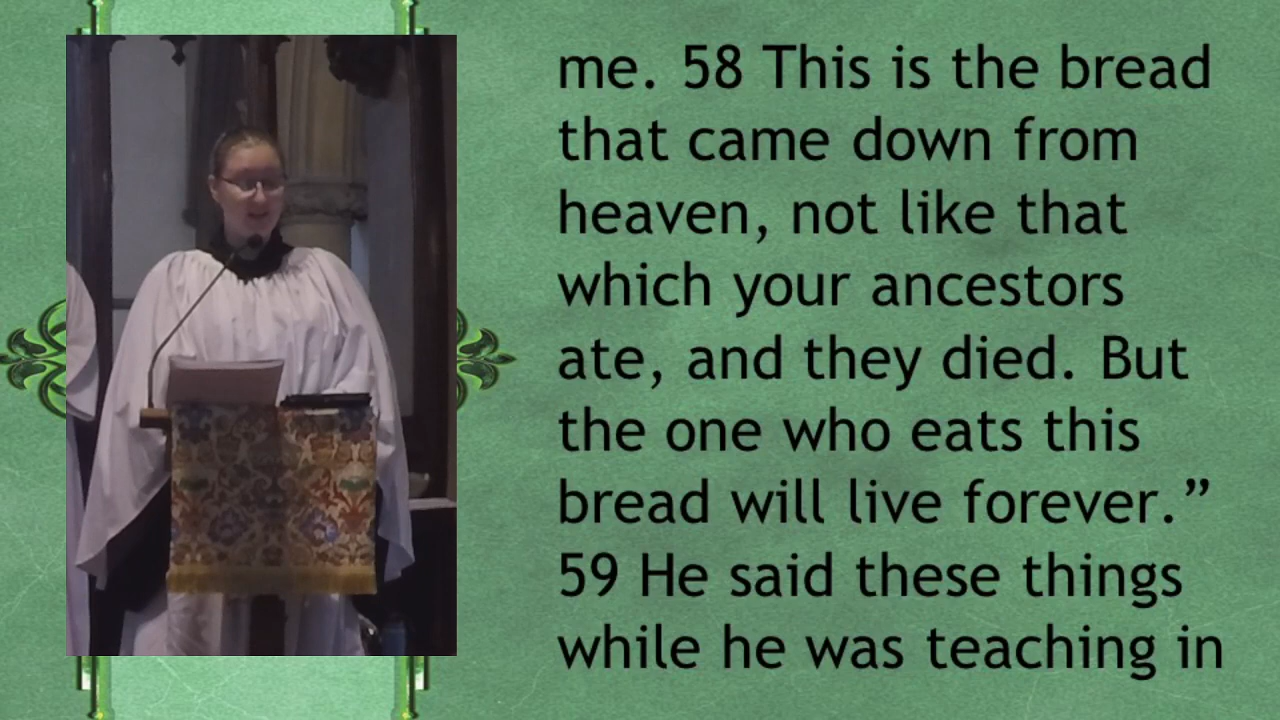 me. 58 This is the bread
that came down from
heaven, not like that
which your ancestors
ate, and they died. But
the one who eats this
bread will live forever.”
59 He said these things
while he was teaching in